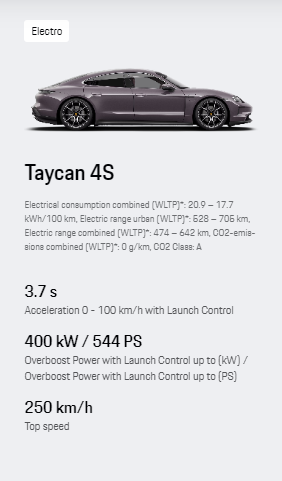 Electro
Taycan 4S
Electrical consumption combined (WLTP)*: 20.9 – 17.7
kWh/100 km, Electric range urban (WLTP)*: 528 – 705 km,
Electric range combined (WLTP)*: 474 – 642 km, CO2-emis-
sions combined (WLTP)*: 0 g/km, CO2 Class: A
3.7 s
Acceleration 0 - 100 km/h with Launch Control
400 kW / 544 PS
Overboost Power with Launch Control up to (kW) /
Overboost Power with Launch Control up to (PS)
250 km/h
Top speed